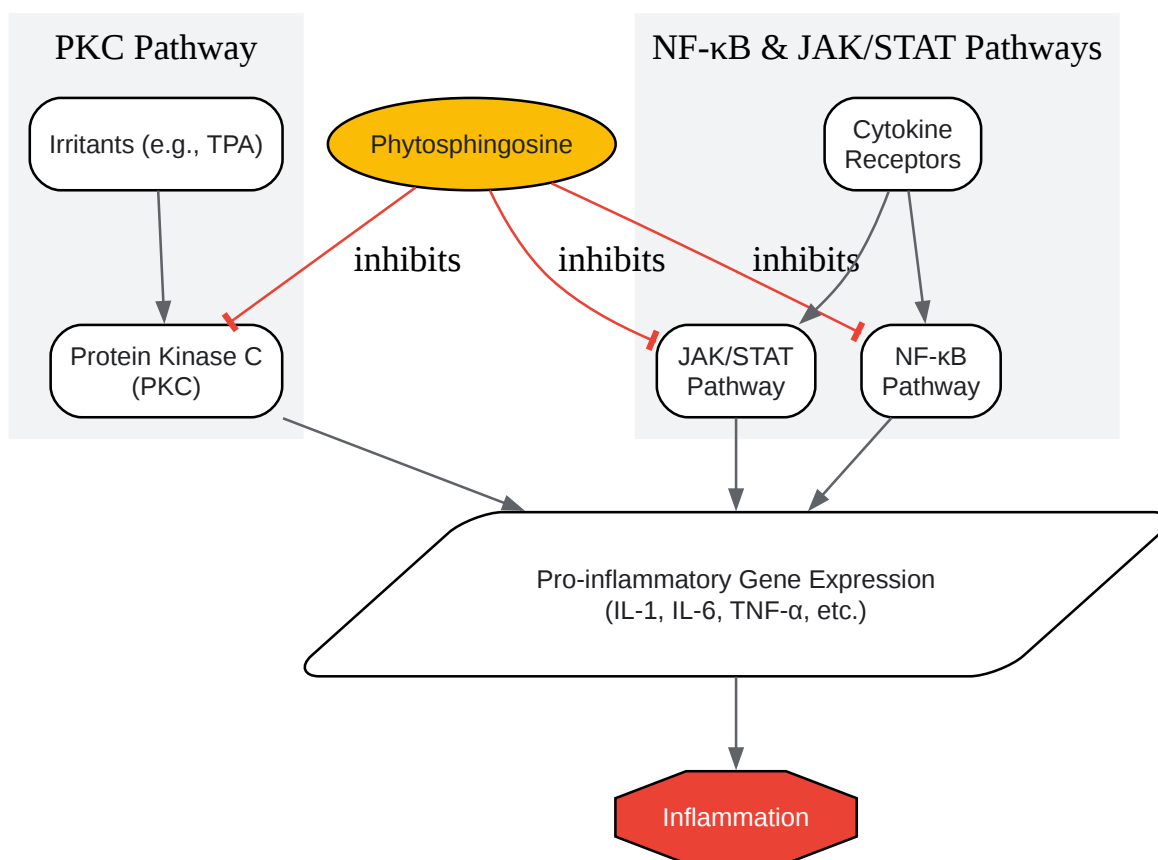 PKC Pathway
NF-κB & JAK/STAT Pathways
Irritants (e.g., TPA)
Phytosphingosine
Cytokine
Receptors
inhibits
inhibits
inhibits
Protein Kinase C
(PKC)
JAK/STAT
Pathway
NF-κB
Pathway
Pro-inflammatory Gene Expression
(IL-1, IL-6, TNF-α, etc.)
Inflammation